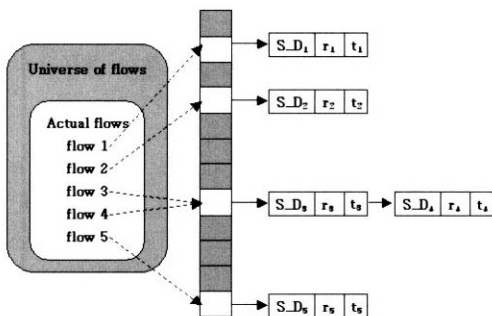 S_D₁ r₁ t₁
Universe of flows
S_D₂ r₂ t₂
Actual flows
flow 1
flow 2
flow 3
flow 4
flow 5
S_D₃ r₃ t₃ S_D₄ r₄ t₄
S_D₅ r₅ t₅